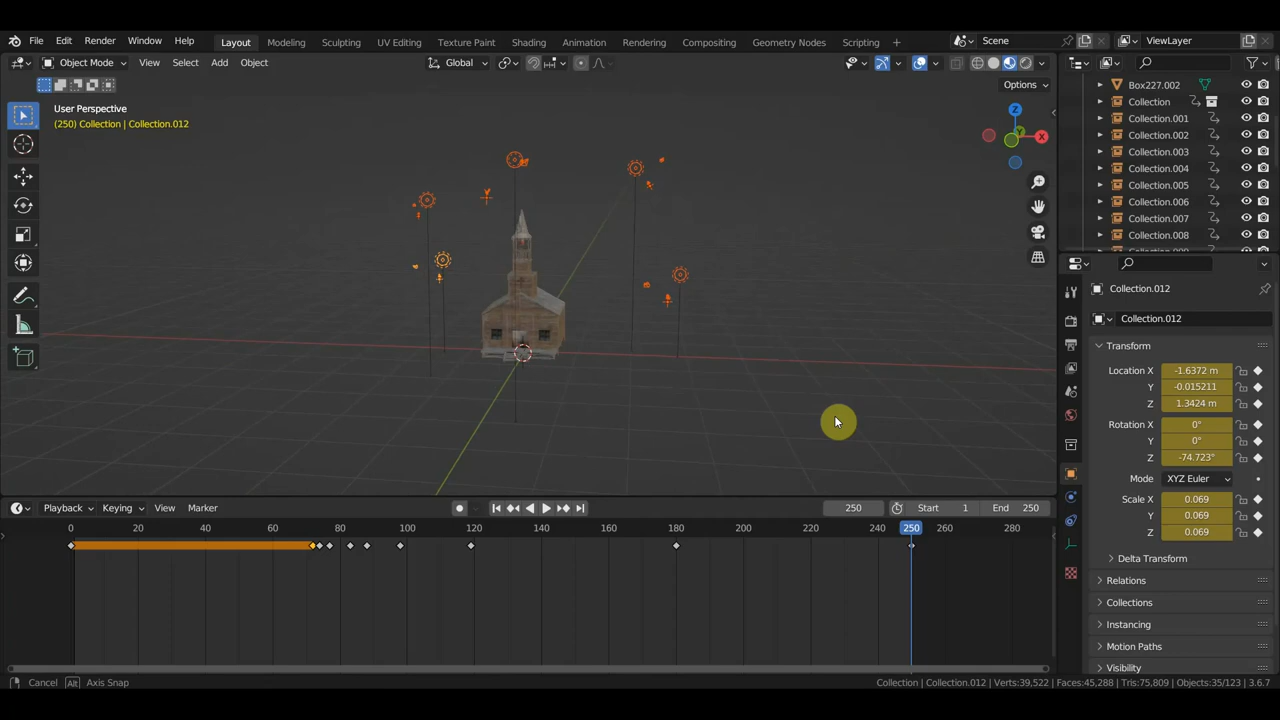 File Edit Render Window Help Layout Modeling Sculpting UV Editing Texture Paint Shading Animation Rendering Compositing Geometry Nodes Scripting + Scene ViewLayer
Object Mode View Select Add Object Global
Options
User Perspective
(250) Collection | Collection.012
Z
Y
X
Box227.002
Collection
Collection.001
Collection.002
Collection.003
Collection.004
Collection.005
Collection.006
Collection.007
Collection.008
Collection.012
Collection.012
Transform
Location X -1.6372 m
Y -0.015211
Z 1.3424 m
Rotation X 0°
Y 0°
Z -74.723°
Mode XYZ Euler
Scale X 0.069
Y 0.069
Z 0.069
Delta Transform
Relations
Collections
Instancing
Motion Paths
Visibility
Playback Keying View Marker 250 Start 1 End 250
0 20 40 60 80 100 120 140 160 180 200 220 240 250 260 280
Cancel Alt Axis Snap Collection | Collection.012 | Verts:39,522 | Faces:45,288 | Tris:75,809 | Objects:35/123 | 3.6.7